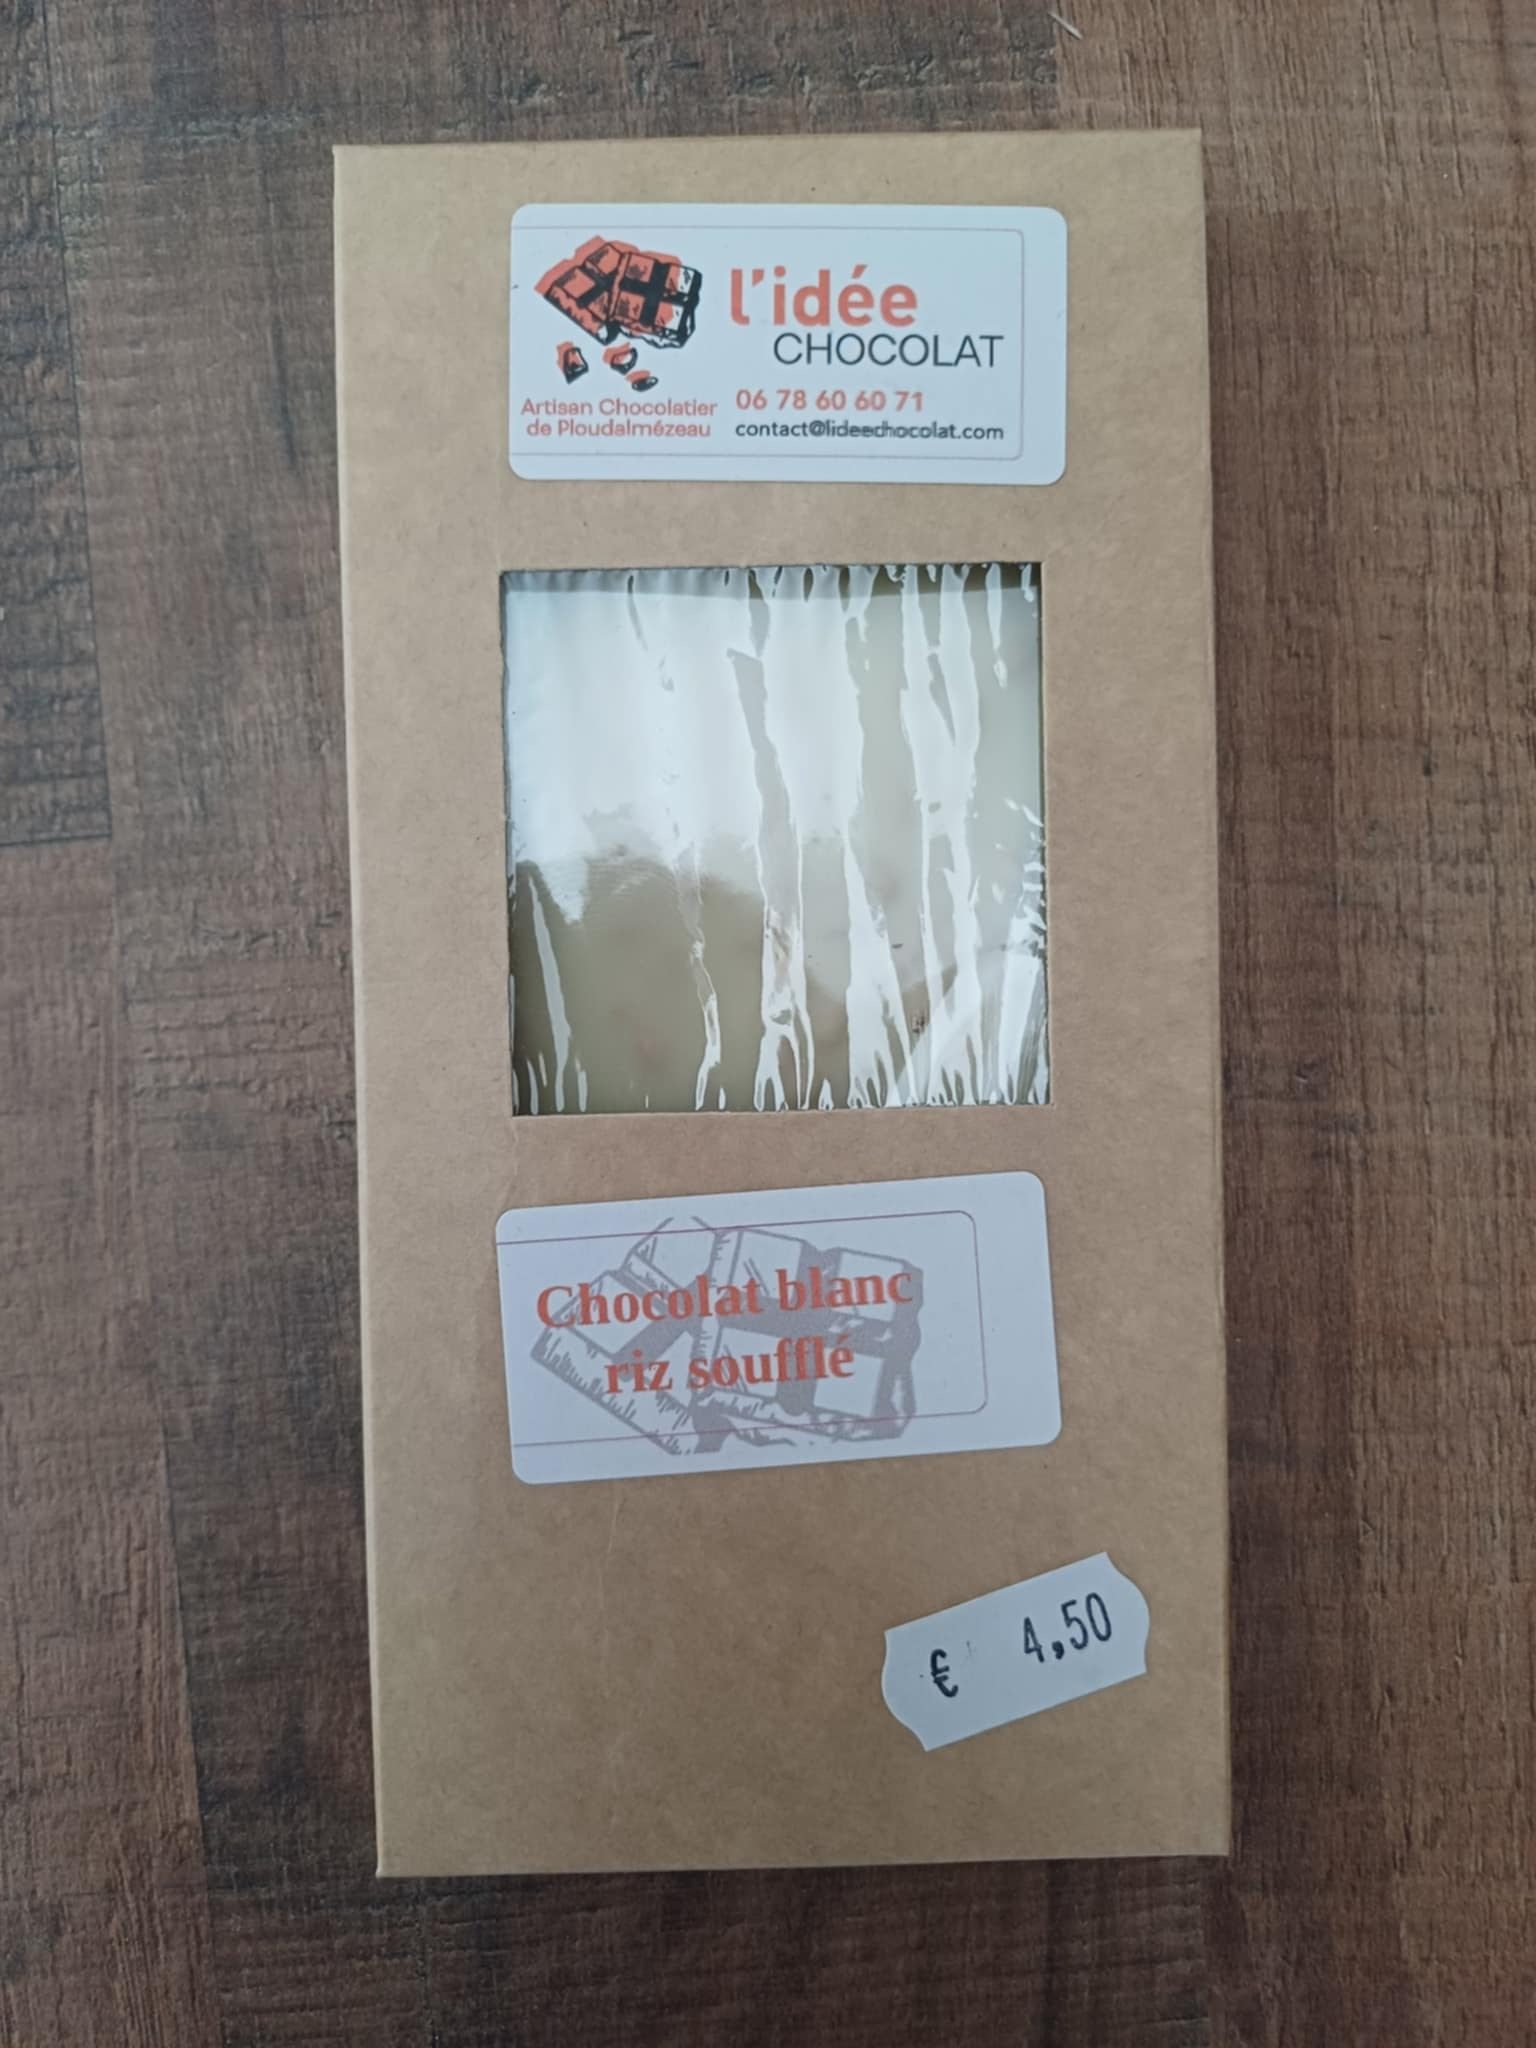 l'idée
CHOCOLAT
Artisan Chocolatier
de Ploudalmézeau
06 78 60 60 71
contact@lideechocolat.com
Chocolat blanc
riz soufflé
€ 4,50